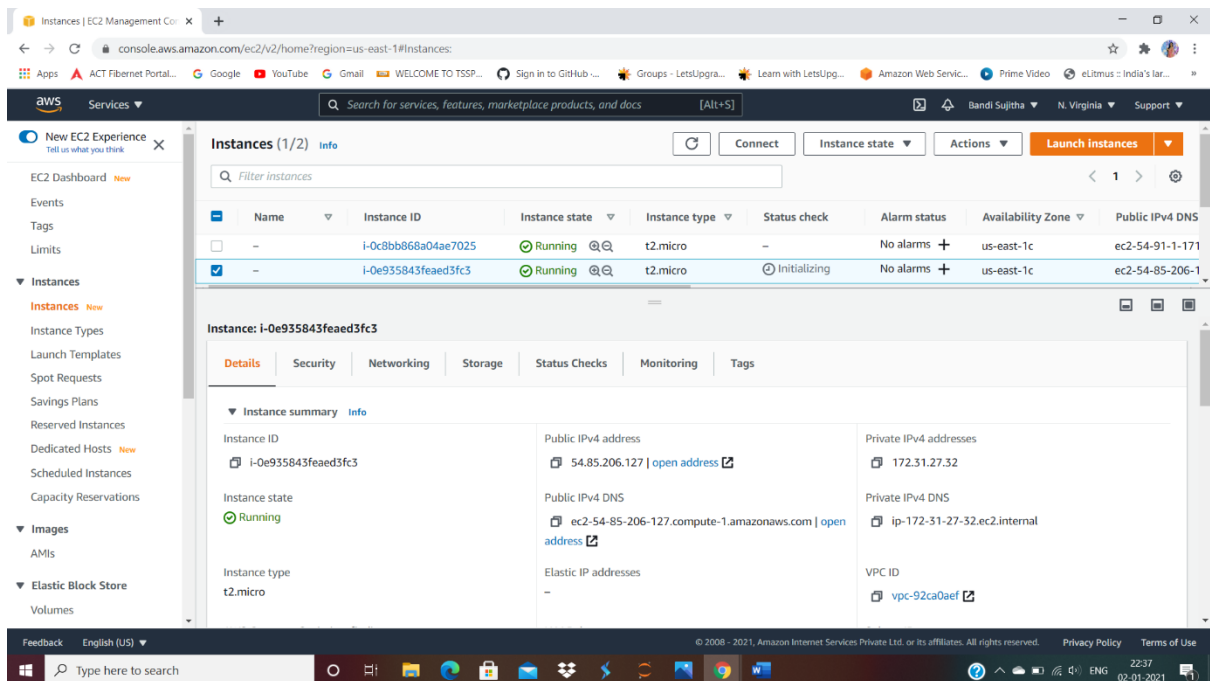 Instances | EC2 Management Cor
console.aws.amazon.com/ec2/v2/home?region=us-east-1#Instances:
Apps ACT Fibernet Portal... Google YouTube Gmail WELCOME TO TSSP... Sign in to GitHub ·... Groups - LetsUpgra... Learn with LetsUpg... Amazon Web Servic... Prime Video eLitmus :: India's lar... »
aws Services Search for services, features, marketplace products, and docs [Alt+S] Bandi Sujitha N. Virginia Support
New EC2 Experience
Tell us what you think
EC2 Dashboard New
Events
Tags
Limits
Instances
Instances New
Instance Types
Launch Templates
Spot Requests
Savings Plans
Reserved Instances
Dedicated Hosts New
Scheduled Instances
Capacity Reservations
Images
AMIs
Elastic Block Store
Volumes
Instances (1/2) Info Connect Instance state Actions Launch instances
Filter instances 1
Name Instance ID Instance state Instance type Status check Alarm status Availability Zone Public IPv4 DNS
– i-0c8bb868a04ae7025 Running t2.micro – No alarms + us-east-1c ec2-54-91-1-171
– i-0e935843feaed3fc3 Running t2.micro Initializing No alarms + us-east-1c ec2-54-85-206-1
Instance: i-0e935843feaed3fc3
Details Security Networking Storage Status Checks Monitoring Tags
Instance summary Info
Instance ID Public IPv4 address Private IPv4 addresses
i-0e935843feaed3fc3 54.85.206.127 | open address 172.31.27.32
Instance state Public IPv4 DNS Private IPv4 DNS
Running ec2-54-85-206-127.compute-1.amazonaws.com | open address ip-172-31-27-32.ec2.internal
Instance type Elastic IP addresses VPC ID
t2.micro – vpc-92ca0aef
Feedback English (US) © 2008 - 2021, Amazon Internet Services Private Ltd. or its affiliates. All rights reserved. Privacy Policy Terms of Use
Type here to search ENG 22:37
02-01-2021